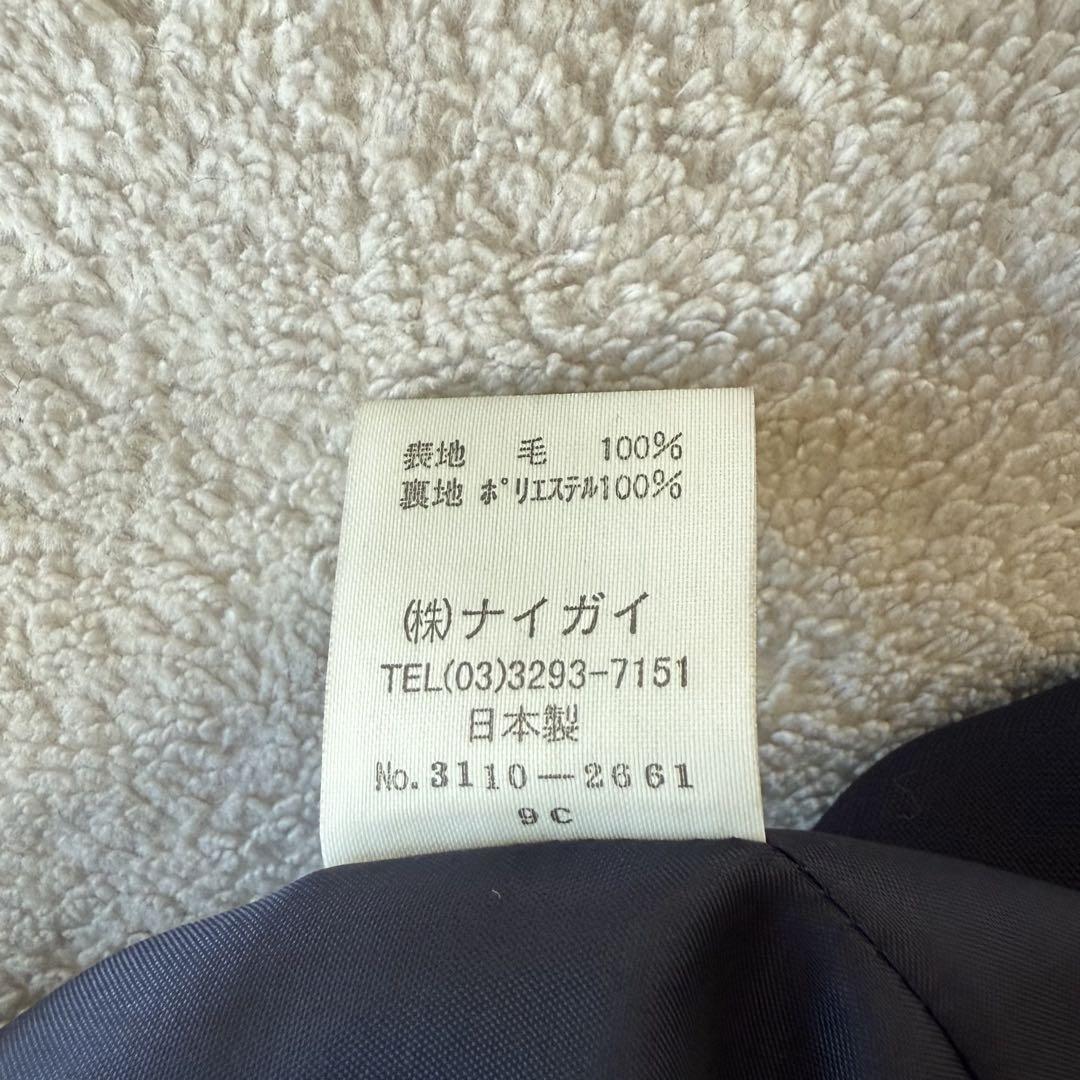 表地 毛 100%
裏地 ポリエステル100%
(株)ナイガイ
TEL(03)3293-7151
日本製
No.3110-2661
9C